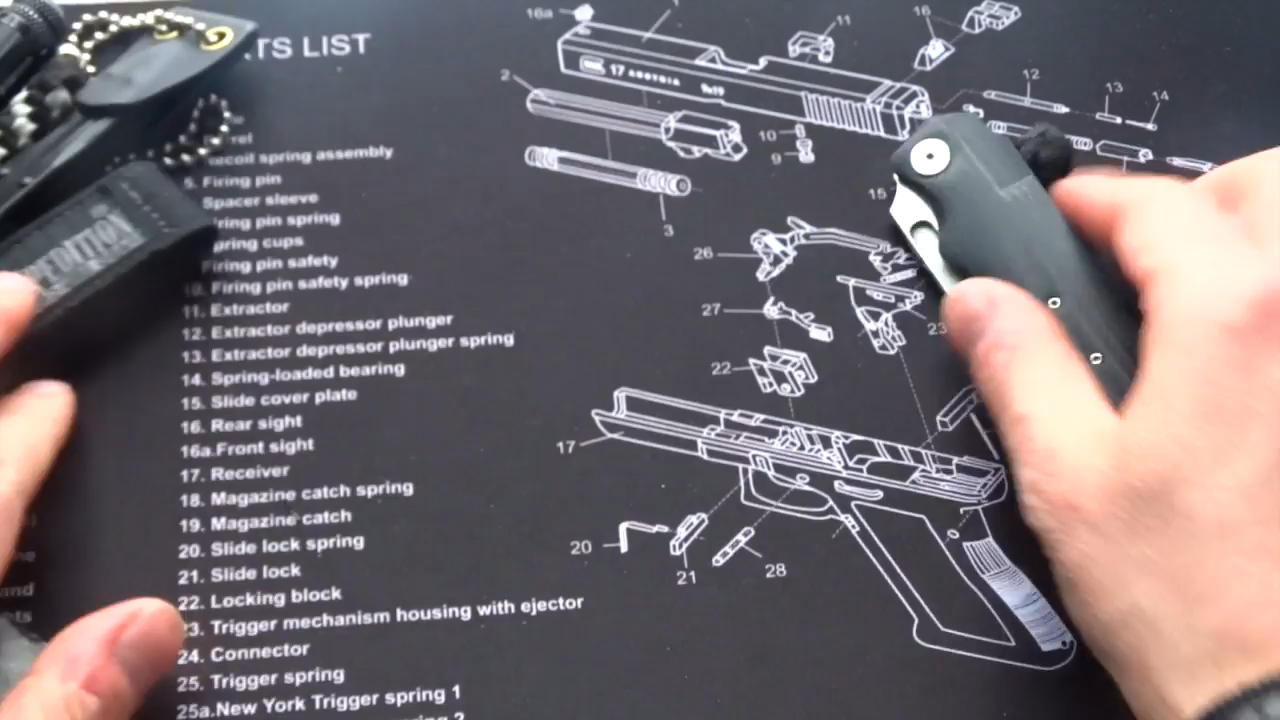 TS LIST
recoil spring assembly
5. Firing pin
Spacer sleeve
spring cups
Firing pin safety
10. Firing pin safety spring
11. Extractor
12. Extractor depressor plunger
13. Extractor depressor plunger spring
14. Spring-loaded bearing
15. Slide cover plate
16. Rear sight
16a.Front sight
17. Receiver
18. Magazine catch spring
19. Magazine catch
20. Slide lock spring
21. Slide lock
22. Locking block
23. Trigger mechanism housing with ejector
24. Connector
25. Trigger spring
25a.New York Trigger spring 1
16a
1
11
16
2
17 AUSTRIA 9x19
12
13
14
10
9
15
3
26
27
23
22
17
20
21
28